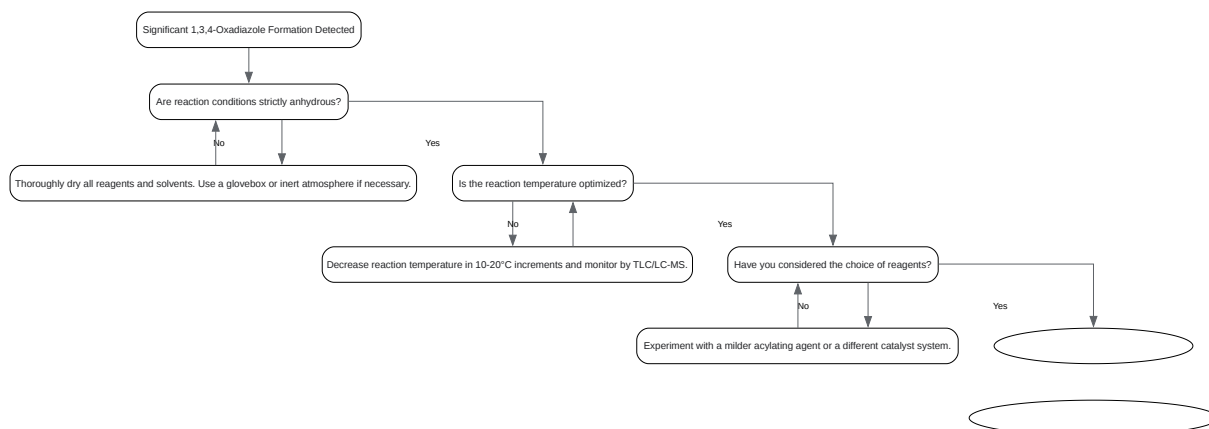 Significant 1,3,4-Oxadiazole Formation Detected
Are reaction conditions strictly anhydrous?
No
Yes
Thoroughly dry all reagents and solvents. Use a glovebox or inert atmosphere if necessary.
Is the reaction temperature optimized?
No
Yes
Decrease reaction temperature in 10-20°C increments and monitor by TLC/LC-MS.
Have you considered the choice of reagents?
No
Yes
Experiment with a milder acylating agent or a different catalyst system.